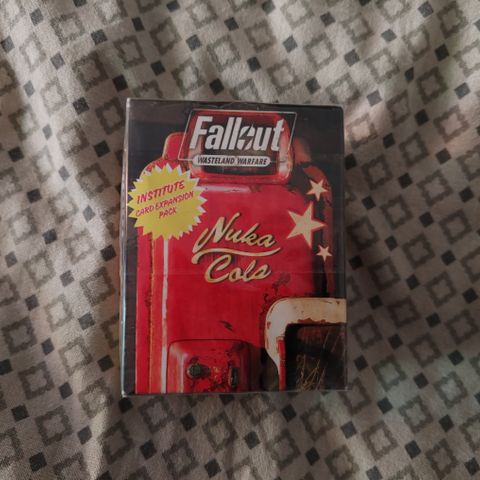 Fallout
WASTELAND WARFARE
INSTITUTE
CARD EXPANSION
PACK
Nuka
Cola